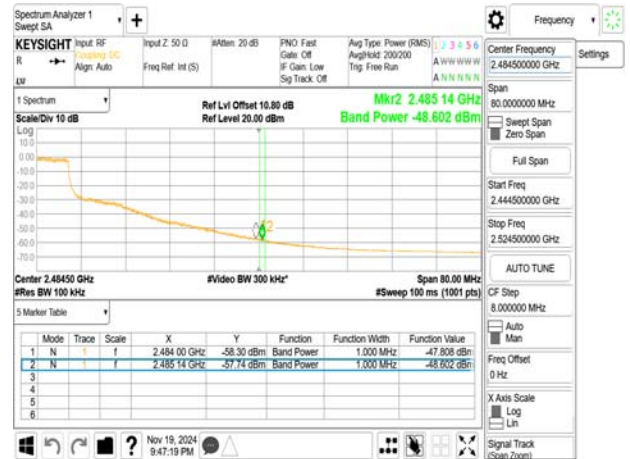 Spectrum Analyzer 1
Swept SA
+
Frequency
KEYSIGHT
R
LV
Input: RF
Coupling: DC
Align: Auto
Input Z: 50 Ω
Freq Ref: Int (S)
#Atten: 20 dB
PNO: Fast
Gate: Off
IF Gain: Low
Sig Track: Off
Avg Type: Power (RMS)
Avg|Hold: 200/200
Trig: Free Run
1 2 3 4 5 6
A W W W W W
A N N N N N
Center Frequency
2.484500000 GHz
Settings
Span
80.0000000 MHz
Swept Span
Zero Span
Full Span
Start Freq
2.444500000 GHz
Stop Freq
2.524500000 GHz
AUTO TUNE
CF Step
8.000000 MHz
Auto
Man
Freq Offset
0 Hz
X Axis Scale
Log
Lin
Signal Track
(Span Zoom)
1 Spectrum
Scale/Div 10 dB
Ref Lvl Offset 10.80 dB
Ref Level 20.00 dBm
Mkr2 2.485 14 GHz
Band Power -48.602 dBm
Log
10.0
0.00
-10.0
-20.0
-30.0
-40.0
-50.0
-60.0
-70.0
2
Center 2.48450 GHz
#Res BW 100 kHz
#Video BW 300 kHz*
Span 80.00 MHz
#Sweep 100 ms (1001 pts)
5 Marker Table
Mode Trace Scale X Y Function Function Width Function Value
1 N 1 f 2.484 00 GHz -58.30 dBm Band Power 1.000 MHz -47.808 dBm
2 N 1 f 2.485 14 GHz -57.74 dBm Band Power 1.000 MHz -48.602 dBm
3
4
5
6
?
Nov 19, 2024
9:47:19 PM